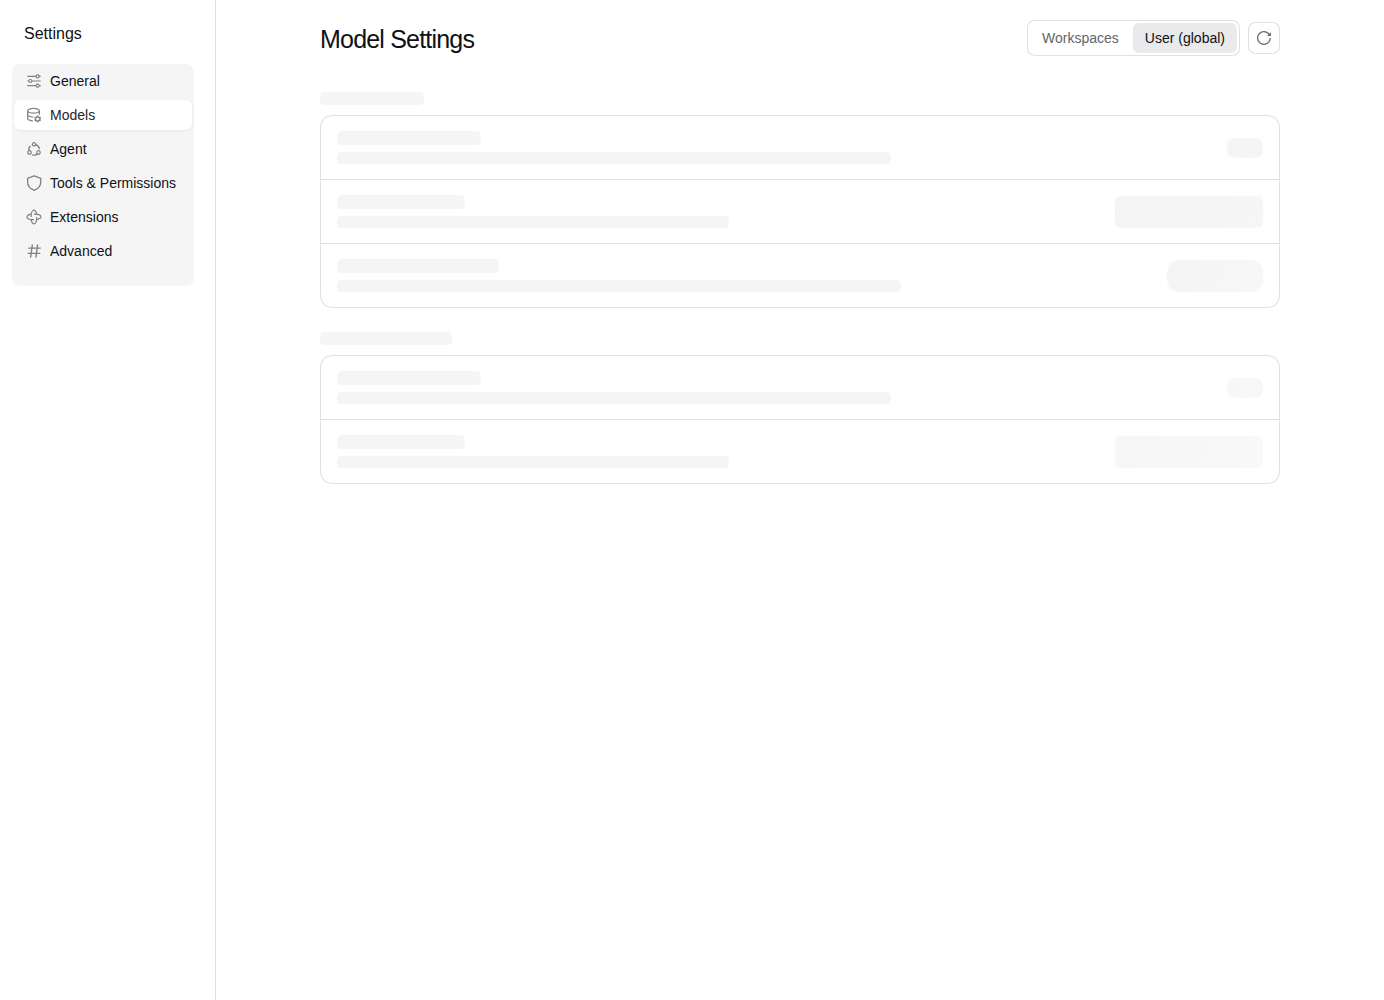 Settings
General
Models
Agent
Tools & Permissions
Extensions
Advanced
Model Settings
Workspaces
User (global)